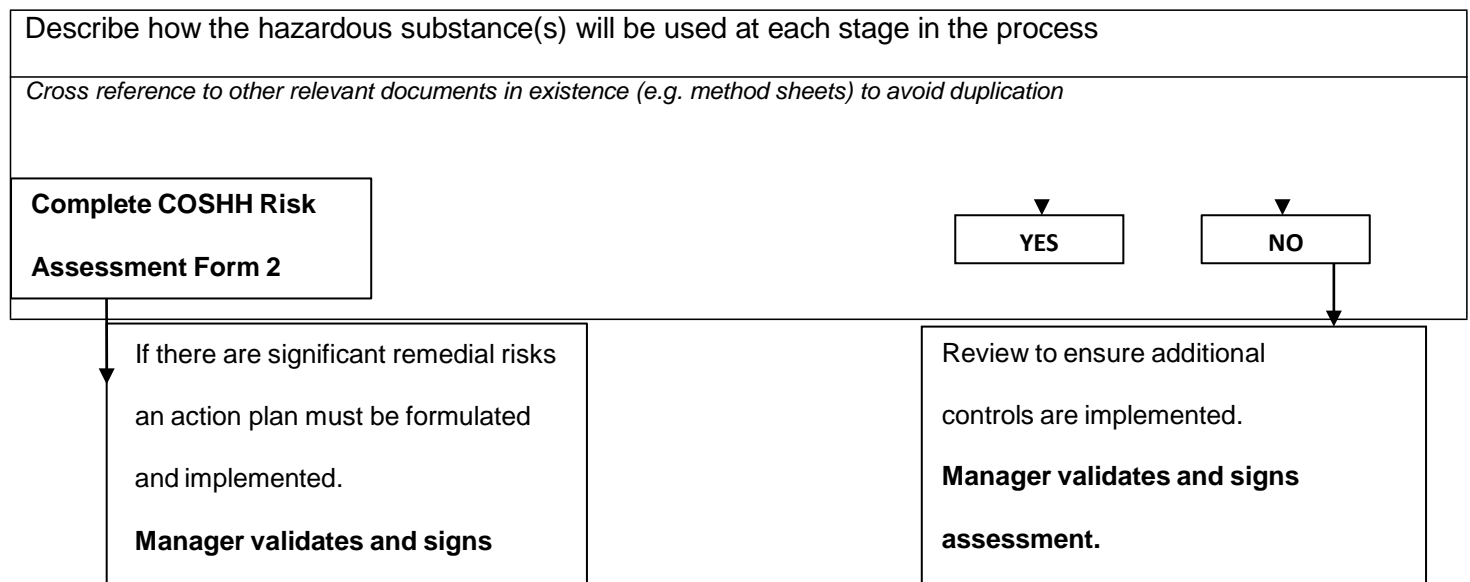 Describe how the hazardous substance(s) will be used at each stage in the process
Cross reference to other relevant documents in existence (e.g. method sheets) to avoid duplication
Complete COSHH Risk
Assessment Form 2
YES
NO
If there are significant remedial risks
an action plan must be formulated
and implemented.
Manager validates and signs
Review to ensure additional
controls are implemented.
Manager validates and signs
assessment.